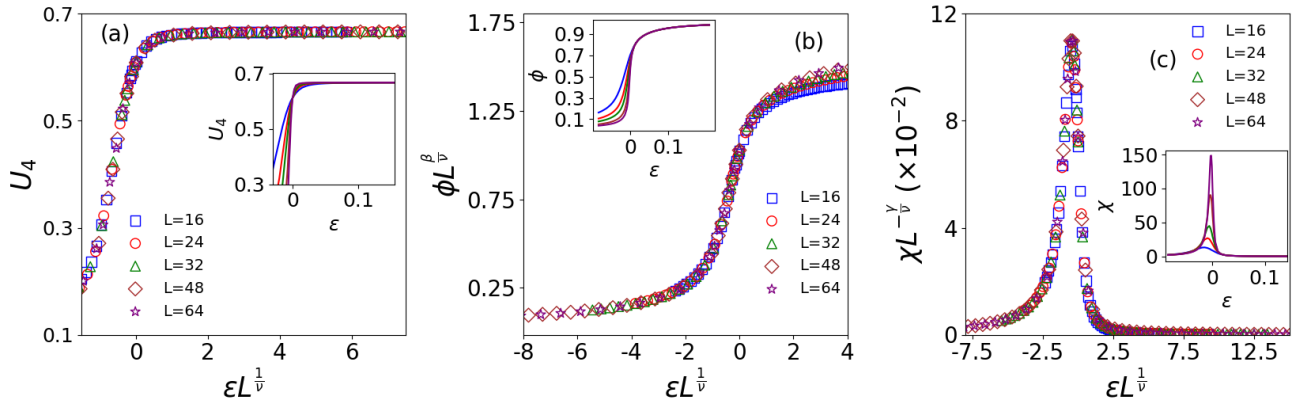 (a)
U₄
0.7
0.5
0.3
0.1
0 2 4 6
εL^{1/ν}
L=16
L=24
L=32
L=48
L=64
U₄
0.7
0.5
0.3
0.0 0.1
ε
(b)
ϕL^{β/ν}
1.75
1.25
0.75
0.25
-8 -6 -4 -2 0 2 4
εL^{1/ν}
L=16
L=24
L=32
L=48
L=64
ϕ
0.9
0.7
0.5
0.3
0.1
0.0 0.1
ε
(c)
χL^{-γ/ν} (×10⁻²)
12
8
4
0
-7.5 -2.5 2.5 7.5 12.5
εL^{1/ν}
L=16
L=24
L=32
L=48
L=64
χ
150
100
50
0
0 0.1
ε